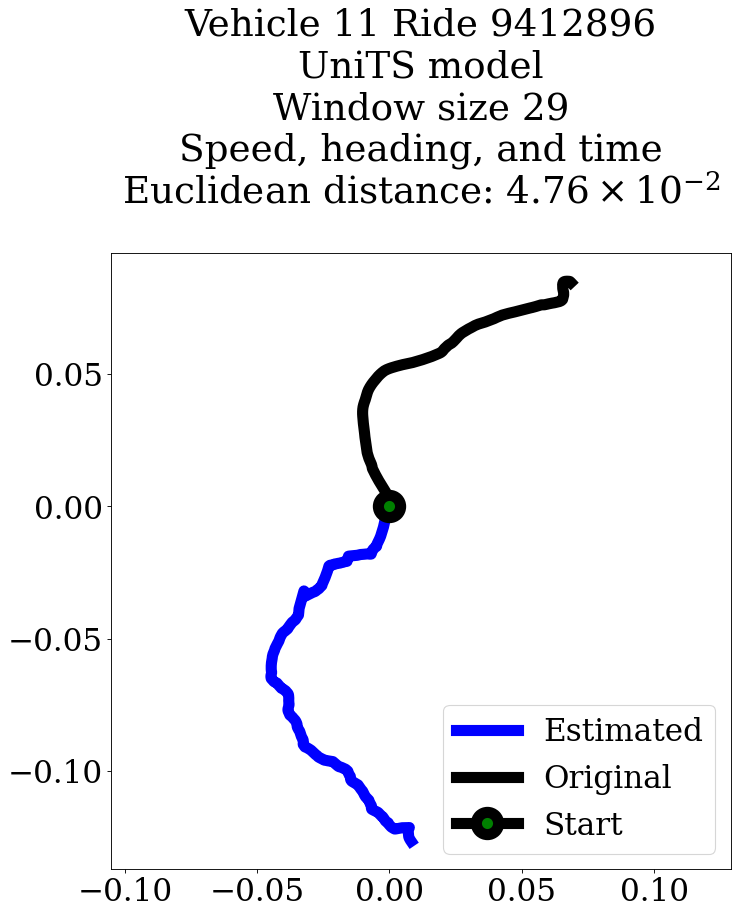 Vehicle 11 Ride 9412896
UniTS model
Window size 29
Speed, heading, and time
Euclidean distance: 4.76 × 10⁻²
0.05
0.00
−0.05
−0.10
Estimated
Original
Start
−0.10 −0.05 0.00 0.05 0.10